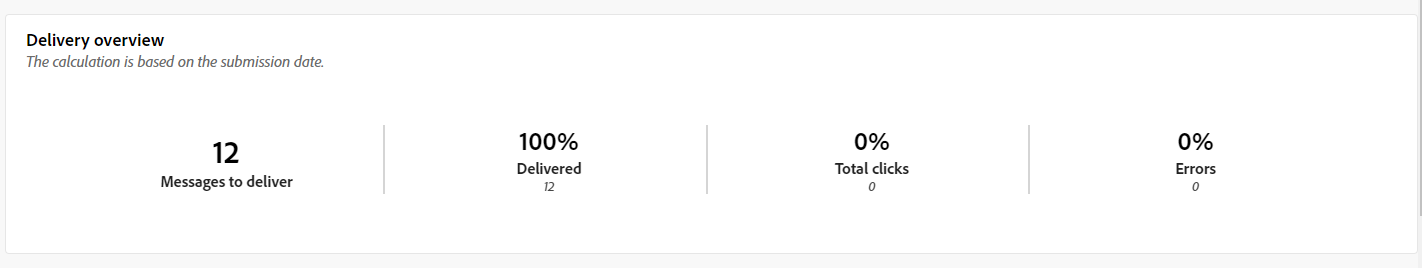 Delivery overview
The calculation is based on the submission date.
12
Messages to deliver
100%
Delivered
12
0%
Total clicks
0
0%
Errors
0